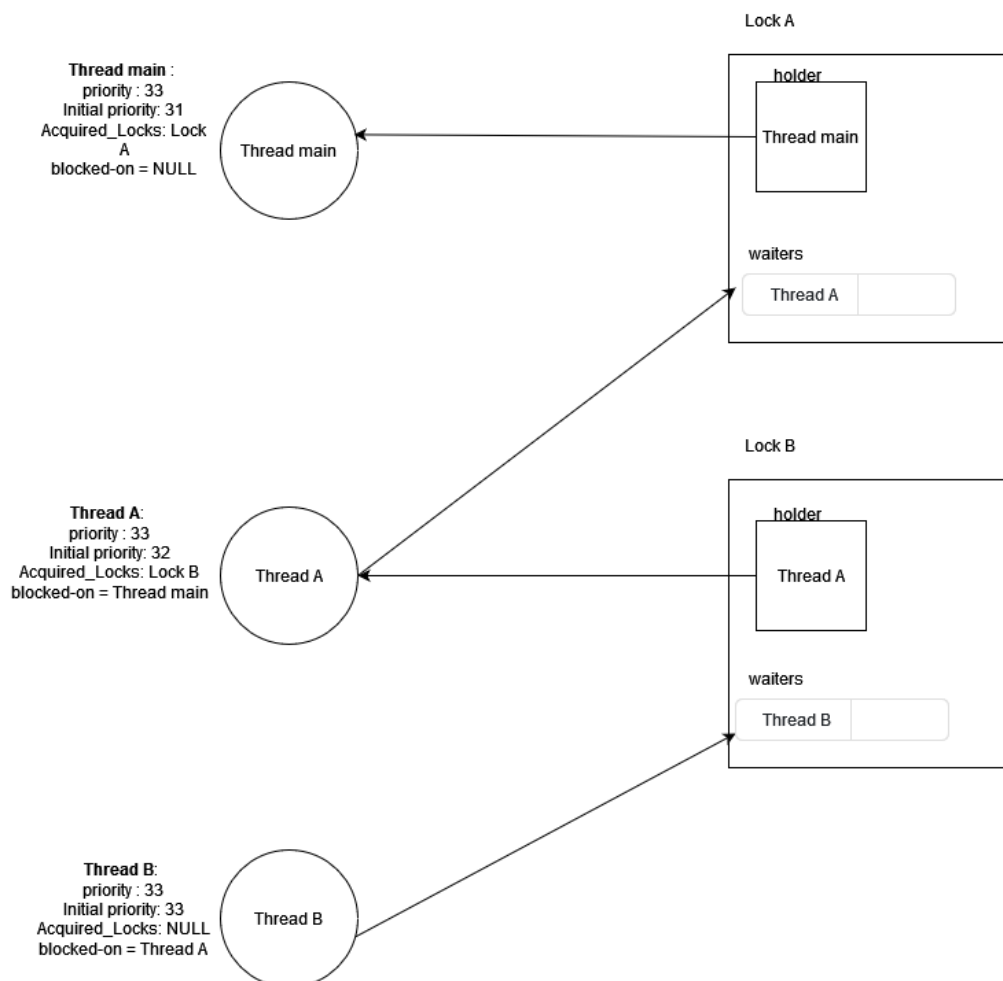 Lock A
Thread main :
priority : 33
Initial priority: 31
Acquired_Locks: Lock
A
blocked-on = NULL
Thread main
holder
Thread main
waiters
Thread A
Lock B
Thread A:
priority : 33
Initial priority: 32
Acquired_Locks: Lock B
blocked-on = Thread main
Thread A
holder
Thread A
waiters
Thread B
Thread B:
priority : 33
Initial priority: 33
Acquired_Locks: NULL
blocked-on = Thread A
Thread B